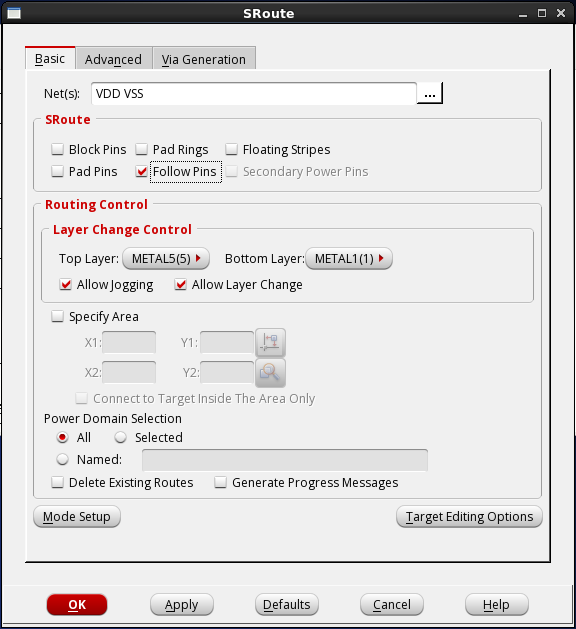 SRoute
Basic Advanced Via Generation
Net(s): VDD VSS ...
SRoute
Block Pins Pad Rings Floating Stripes
Pad Pins Follow Pins Secondary Power Pins
Routing Control
Layer Change Control
Top Layer: METAL5(5) Bottom Layer: METAL1(1)
Allow Jogging Allow Layer Change
Specify Area
X1: Y1:
X2: Y2:
Connect to Target Inside The Area Only
Power Domain Selection
All Selected
Named:
Delete Existing Routes Generate Progress Messages
Mode Setup Target Editing Options
OK Apply Defaults Cancel Help